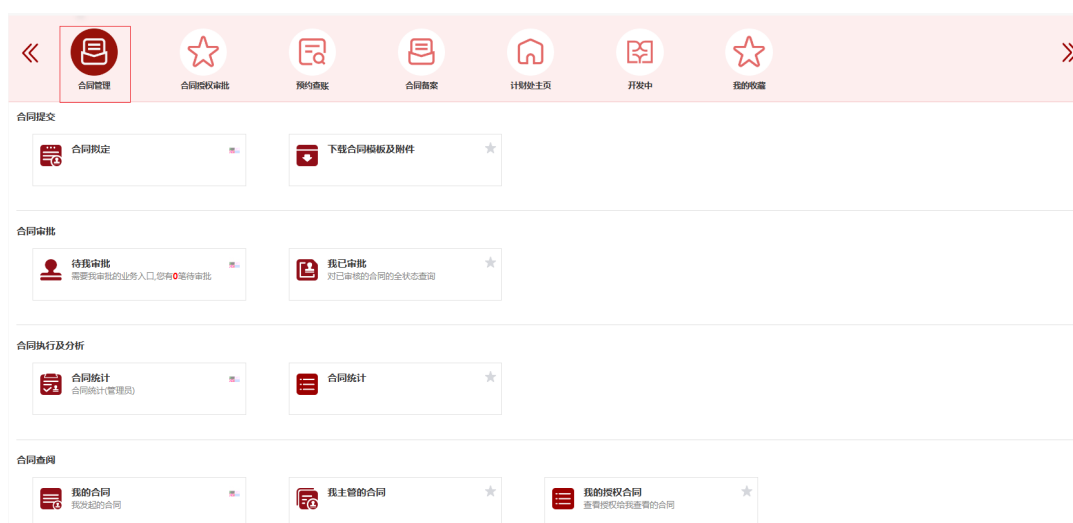 合同管理
合同授权审批
预约查账
合同备案
计财处主页
开发中
我的收藏
合同提交
合同拟定
下载合同模板及附件
合同审批
待我审批
需要我审批的业务入口,您有0笔待审批
我已审批
对已审核的合同的全状态查询
合同执行及分析
合同统计
合同统计(管理员)
合同统计
合同查阅
我的合同
我发起的合同
我主管的合同
我的授权合同
查看授权给我查看的合同